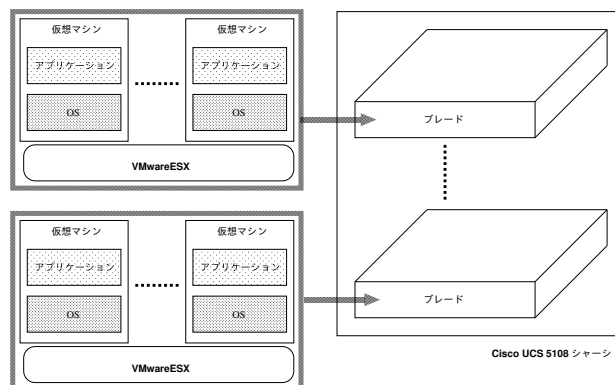 仮想マシン
仮想マシン
アプリケーション
アプリケーション
OS
OS
VMwareESX
ブレード
仮想マシン
仮想マシン
アプリケーション
アプリケーション
OS
OS
VMwareESX
ブレード
Cisco UCS 5108 シャーシ